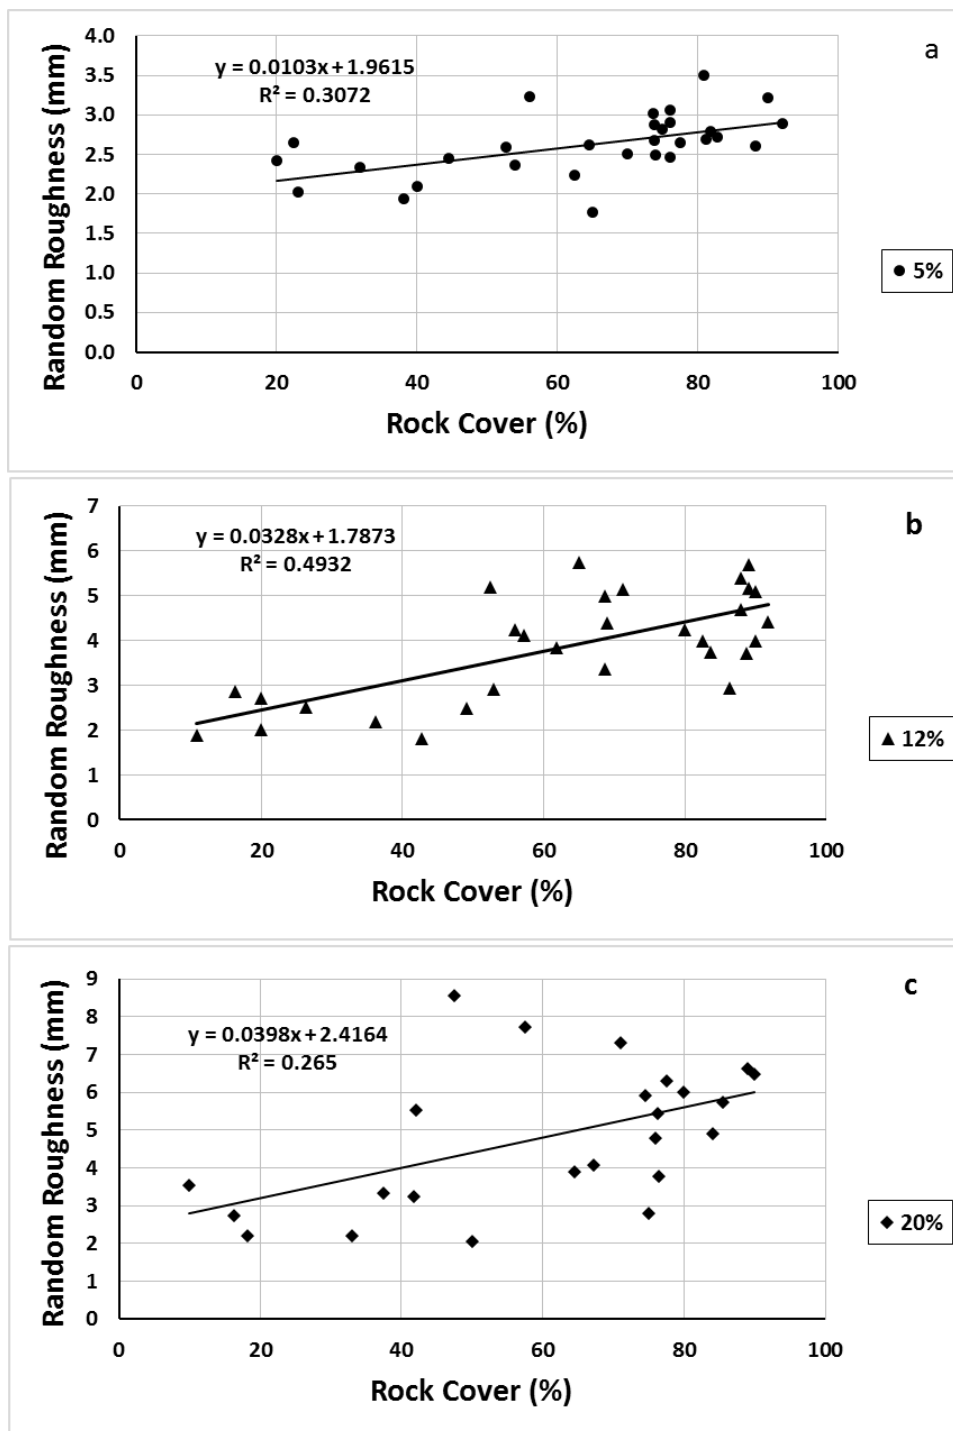 a
y = 0.0103x + 1.9615
R² = 0.3072
Random Roughness (mm)
4.0
3.5
3.0
2.5
2.0
1.5
1.0
0.5
0.0
0 20 40 60 80 100
Rock Cover (%)
5%
b
y = 0.0328x + 1.7873
R² = 0.4932
Random Roughness (mm)
7
6
5
4
3
2
1
0
0 20 40 60 80 100
Rock Cover (%)
12%
c
y = 0.0398x + 2.4164
R² = 0.265
Random Roughness (mm)
9
8
7
6
5
4
3
2
1
0
0 20 40 60 80 100
Rock Cover (%)
20%